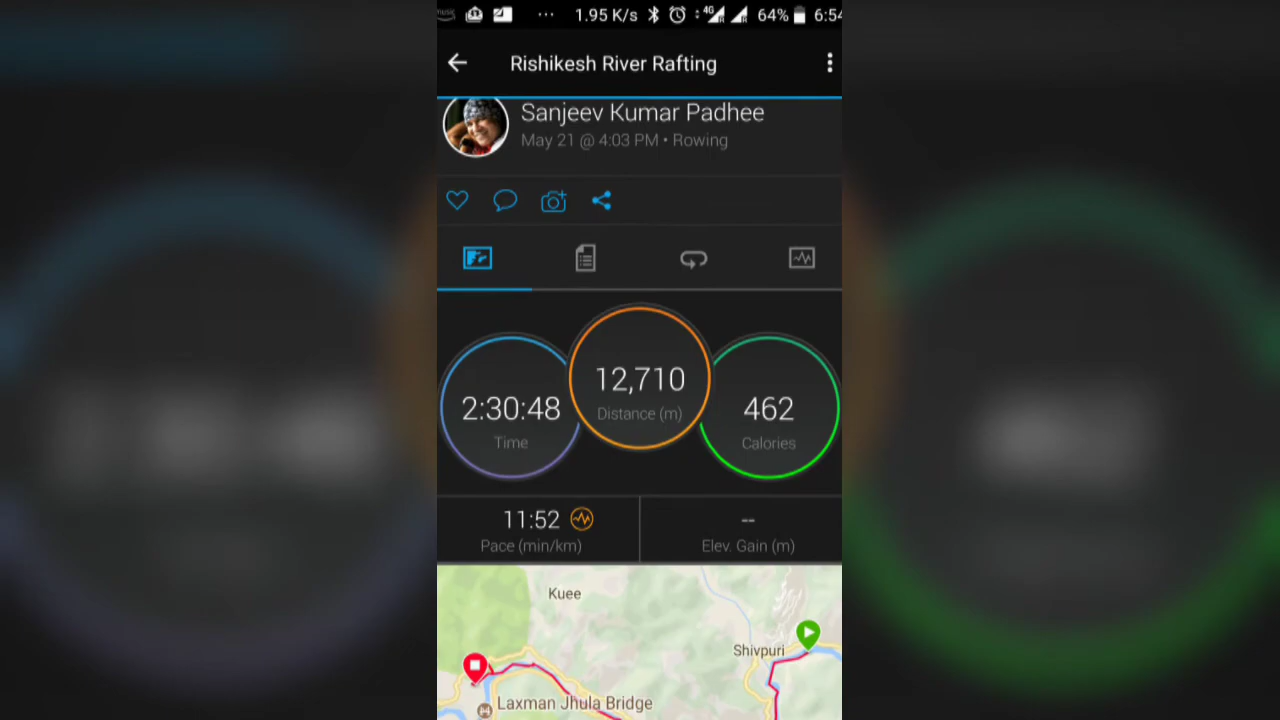 music
1.95 K/s 4G 64% 6:54
Rishikesh River Rafting
Sanjeev Kumar Padhee
May 21 @ 4:03 PM • Rowing
12,710
Distance (m)
2:30:48
Time
462
Calories
11:52
Pace (min/km)
--
Elev. Gain (m)
Kuee
Shivpuri
Laxman Jhula Bridge